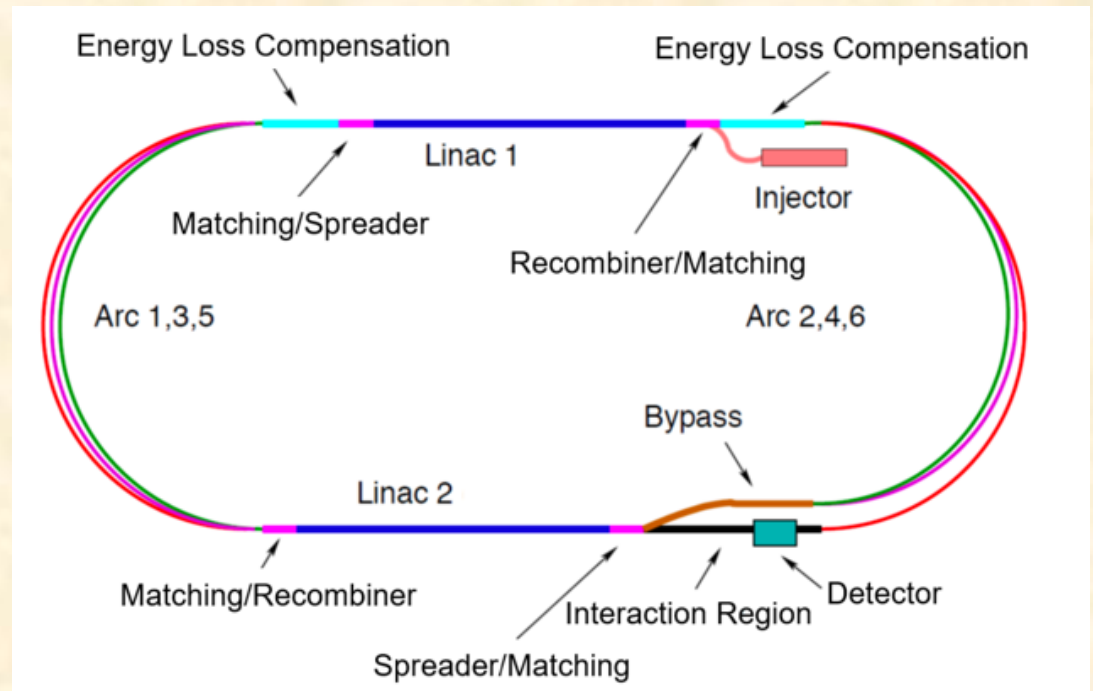 Energy Loss Compensation
Energy Loss Compensation
Linac 1
Injector
Matching/Spreader
Recombiner/Matching
Arc 1,3,5
Arc 2,4,6
Bypass
Linac 2
Matching/Recombiner
Detector
Interaction Region
Spreader/Matching